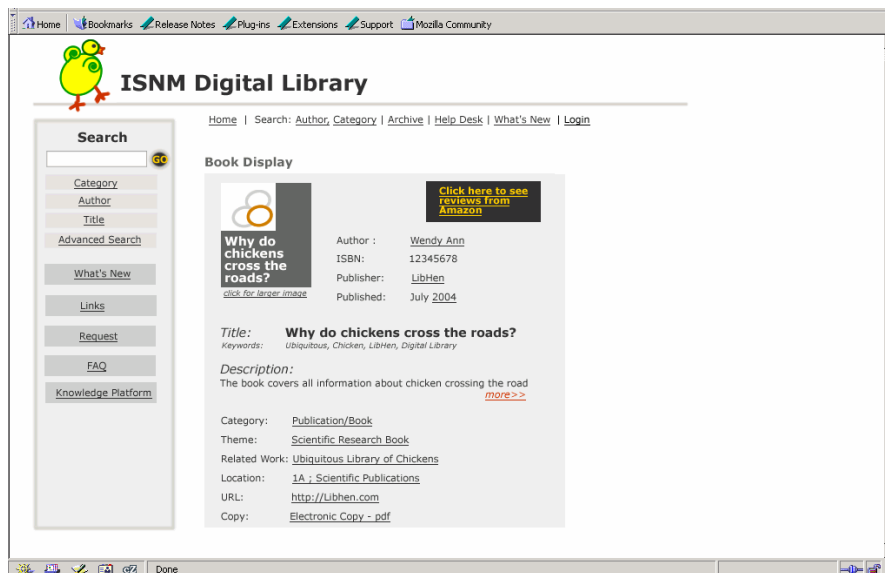 Home Bookmarks Release Notes Plug-ins Extensions Support Mozilla Community
ISNM Digital Library
Home | Search: Author, Category | Archive | Help Desk | What's New | Login
Search
GO
Category
Author
Title
Advanced Search
What's New
Links
Request
FAQ
Knowledge Platform
Book Display
Why do
chickens
cross the
roads?
click for larger image
Click here to see
reviews from
Amazon
Author : Wendy Ann
ISBN: 12345678
Publisher: LibHen
Published: July 2004
Title: Why do chickens cross the roads?
Keywords: Ubiquitous, Chicken, LibHen, Digital Library
Description:
The book covers all information about chicken crossing the road
more>>
Category: Publication/Book
Theme: Scientific Research Book
Related Work: Ubiquitous Library of Chickens
Location: 1A ; Scientific Publications
URL: http://Libhen.com
Copy: Electronic Copy - pdf
Done